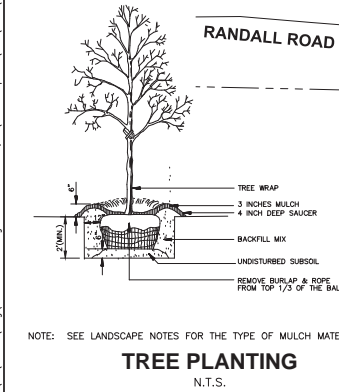 RANDALL ROAD
TREE WRAP
6"
3 INCHES MULCH
4 INCH DEEP SAUCER
2'(MIN.)
BACKFILL MIX
6"
UNDISTURBED SUBSOIL
REMOVE BURLAP & ROPE
FROM TOP 1/3 OF THE BAL
NOTE: SEE LANDSCAPE NOTES FOR THE TYPE OF MULCH MATE
TREE PLANTING
N.T.S.